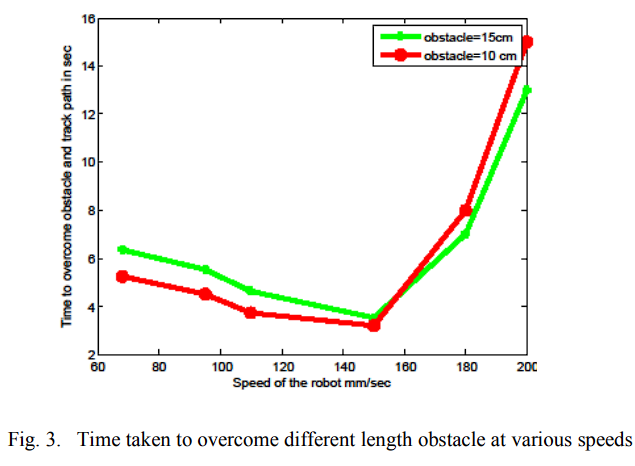 18
16
14
12
10
8
6
4
2
Time to overcome obstacle and track path in sec
obstacle=15cm
obstacle=10 cm
60 80 100 120 140 160 180 200
Speed of the robot mm/sec
Fig. 3. Time taken to overcome different length obstacle at various speeds